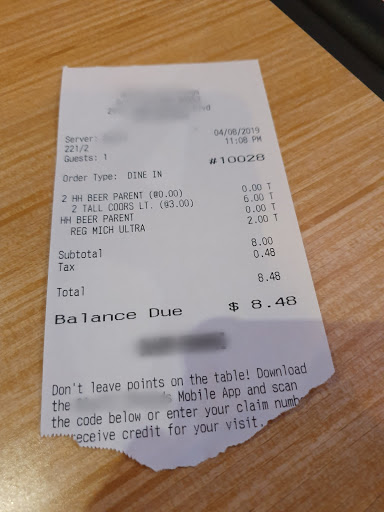 Server:
04/08/2019
221/2
11:08 PM
Guests: 1
#10028
Order Type: DINE IN
2 HH BEER PARENT (@0.00) 0.00 T
2 TALL COORS LT. (@3.00) 6.00 T
HH BEER PARENT 0.00 T
REG MICH ULTRA 2.00 T
Subtotal 8.00
Tax 0.48
Total 8.48
Balance Due $ 8.48
Don't leave points on the table! Download
the Mobile App and scan
the code below or enter your claim numb
receive credit for your visit.